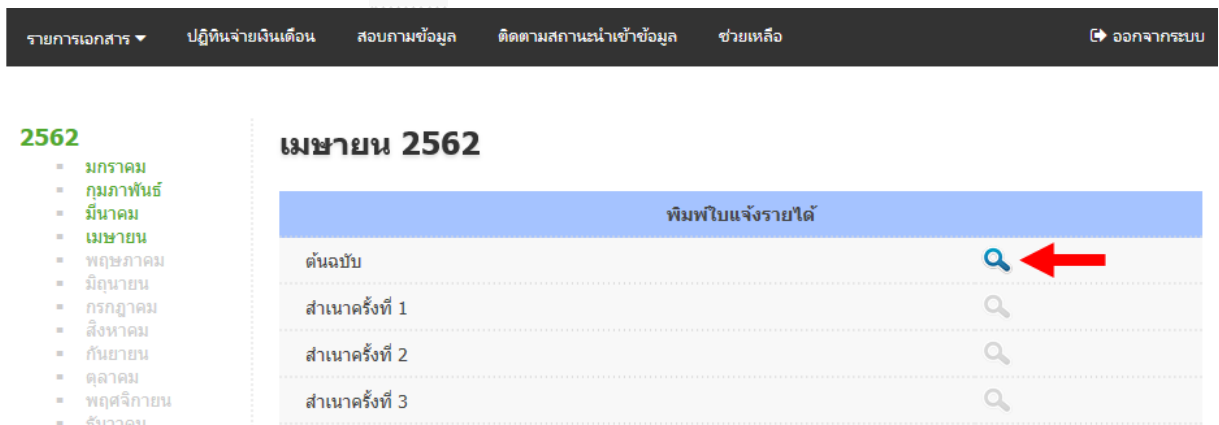 รายการเอกสาร ปฏิทินจ่ายเงินเดือน สอบถามข้อมูล ติดตามสถานะนำเข้าข้อมูล ช่วยเหลือ ออกจากระบบ
2562
มกราคม
กุมภาพันธ์
มีนาคม
เมษายน
พฤษภาคม
มิถุนายน
กรกฎาคม
สิงหาคม
กันยายน
ตุลาคม
พฤศจิกายน
ธันวาคม
เมษายน 2562
พิมพ์ใบแจ้งรายได้
ต้นฉบับ
สำเนาครั้งที่ 1
สำเนาครั้งที่ 2
สำเนาครั้งที่ 3